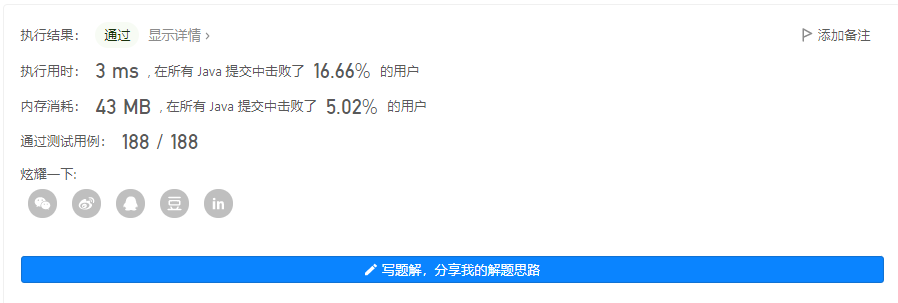 执行结果： 通过 显示详情 › 添加备注
执行用时： 3 ms , 在所有 Java 提交中击败了 16.66% 的用户
内存消耗： 43 MB , 在所有 Java 提交中击败了 5.02% 的用户
通过测试用例： 188 / 188
炫耀一下:
豆 in
写题解，分享我的解题思路